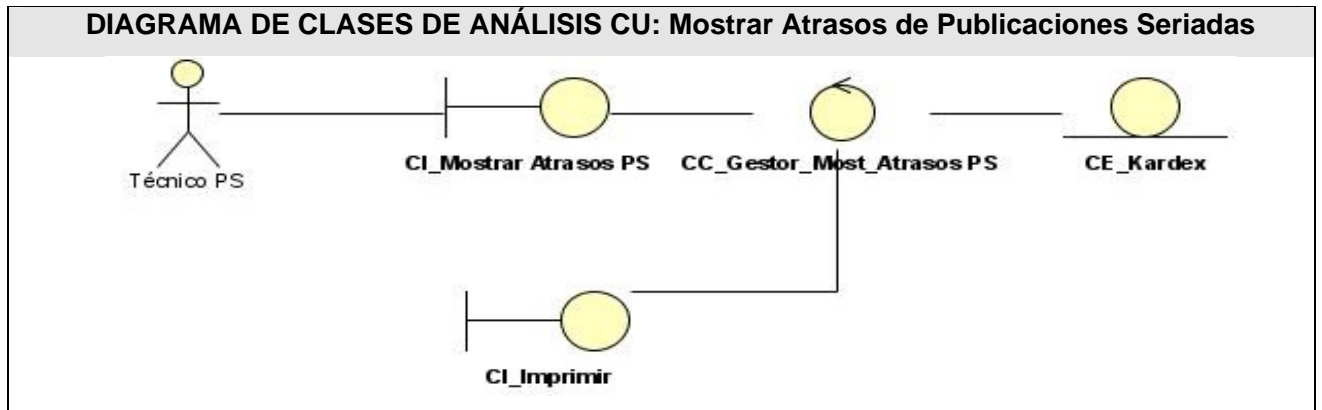 DIAGRAMA DE CLASES DE ANÁLISIS CU: Mostrar Atrasos de Publicaciones Seriadas
CI_Mostrar Atrasos PS CC_Gestor_Most_Atrasos PS CE_Kardex
Técnico PS
CI_Imprimir